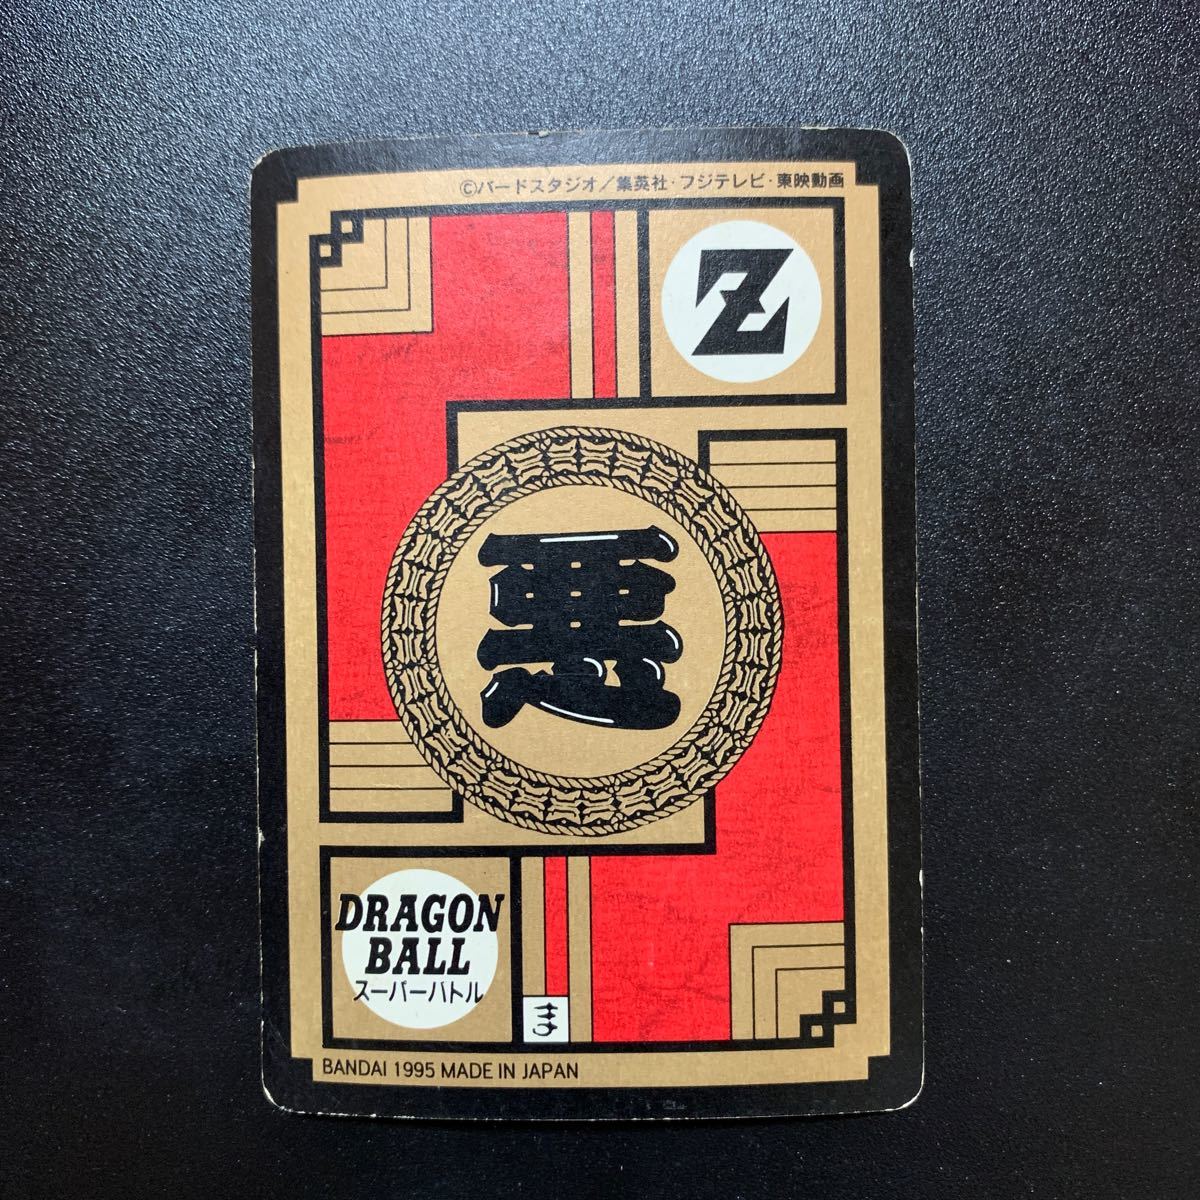 ©バードスタジオ／集英社・フジテレビ・東映動画
Z
悪
DRAGON
BALL
スーパーバトル
ま
BANDAI 1995 MADE IN JAPAN